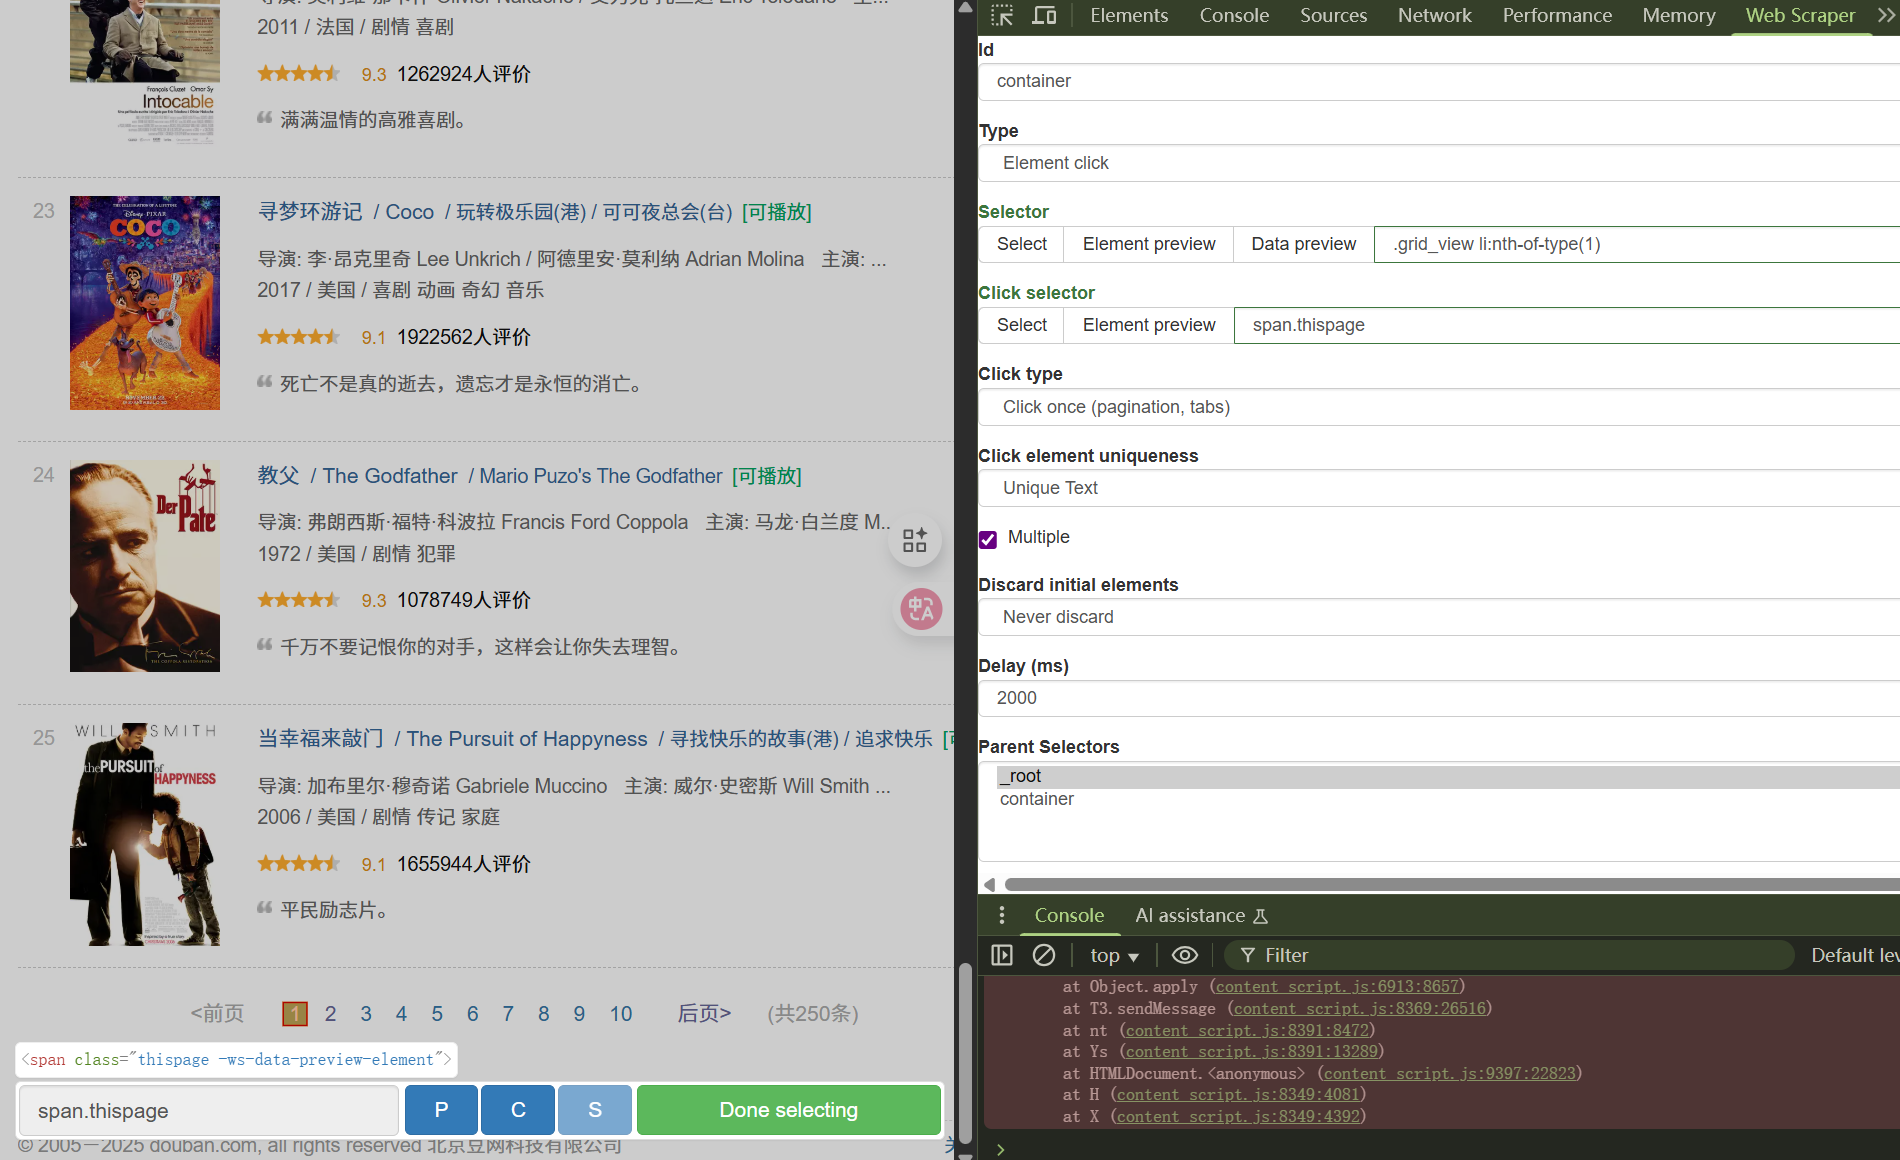 2011 / 法国 / 剧情 喜剧
9.3 1262924人评价
François Cluzet Omar Sy
Intocable
满满温情的高雅喜剧。
23
DISNEY·PIXAR
COCO
寻梦环游记 / Coco / 玩转极乐园(港) / 可可夜总会(台) [可播放]
导演: 李·昂克里奇 Lee Unkrich / 阿德里安·莫利纳 Adrian Molina 主演: ...
2017 / 美国 / 喜剧 动画 奇幻 音乐
9.1 1922562人评价
死亡不是真的逝去，遗忘才是永恒的消亡。
24
Der Pate
教父 / The Godfather / Mario Puzo's The Godfather [可播放]
导演: 弗朗西斯·福特·科波拉 Francis Ford Coppola 主演: 马龙·白兰度 M...
1972 / 美国 / 剧情 犯罪
9.3 1078749人评价
千万不要记恨你的对手，这样会让你失去理智。
25
WILL SMITH
the PURSUIT of HAPPYNESS
当幸福来敲门 / The Pursuit of Happyness / 寻找快乐的故事(港) / 追求快乐
导演: 加布里尔·穆奇诺 Gabriele Muccino 主演: 威尔·史密斯 Will Smith ...
2006 / 美国 / 剧情 传记 家庭
9.1 1655944人评价
平民励志片。
<前页 1 2 3 4 5 6 7 8 9 10 后页> (共250条)
<span class="thispage -ws-data-preview-element">
span.thispage P C S Done selecting
© 2005－2025 douban.com, all rights reserved 北京豆网科技有限公司
中A
Elements Console Sources Network Performance Memory Web Scraper
Id
container
Type
Element click
Selector
Select Element preview Data preview .grid_view li:nth-of-type(1)
Click selector
Select Element preview span.thispage
Click type
Click once (pagination, tabs)
Click element uniqueness
Unique Text
Multiple
Discard initial elements
Never discard
Delay (ms)
2000
Parent Selectors
_root
container
Console AI assistance
top Filter Default lev
at Object.apply (content_script.js:6913:8657)
at T3.sendMessage (content_script.js:8369:26516)
at nt (content_script.js:8391:8472)
at Ys (content_script.js:8391:13289)
at HTMLDocument.<anonymous> (content_script.js:9397:22823)
at H (content_script.js:8349:4081)
at X (content_script.js:8349:4392)